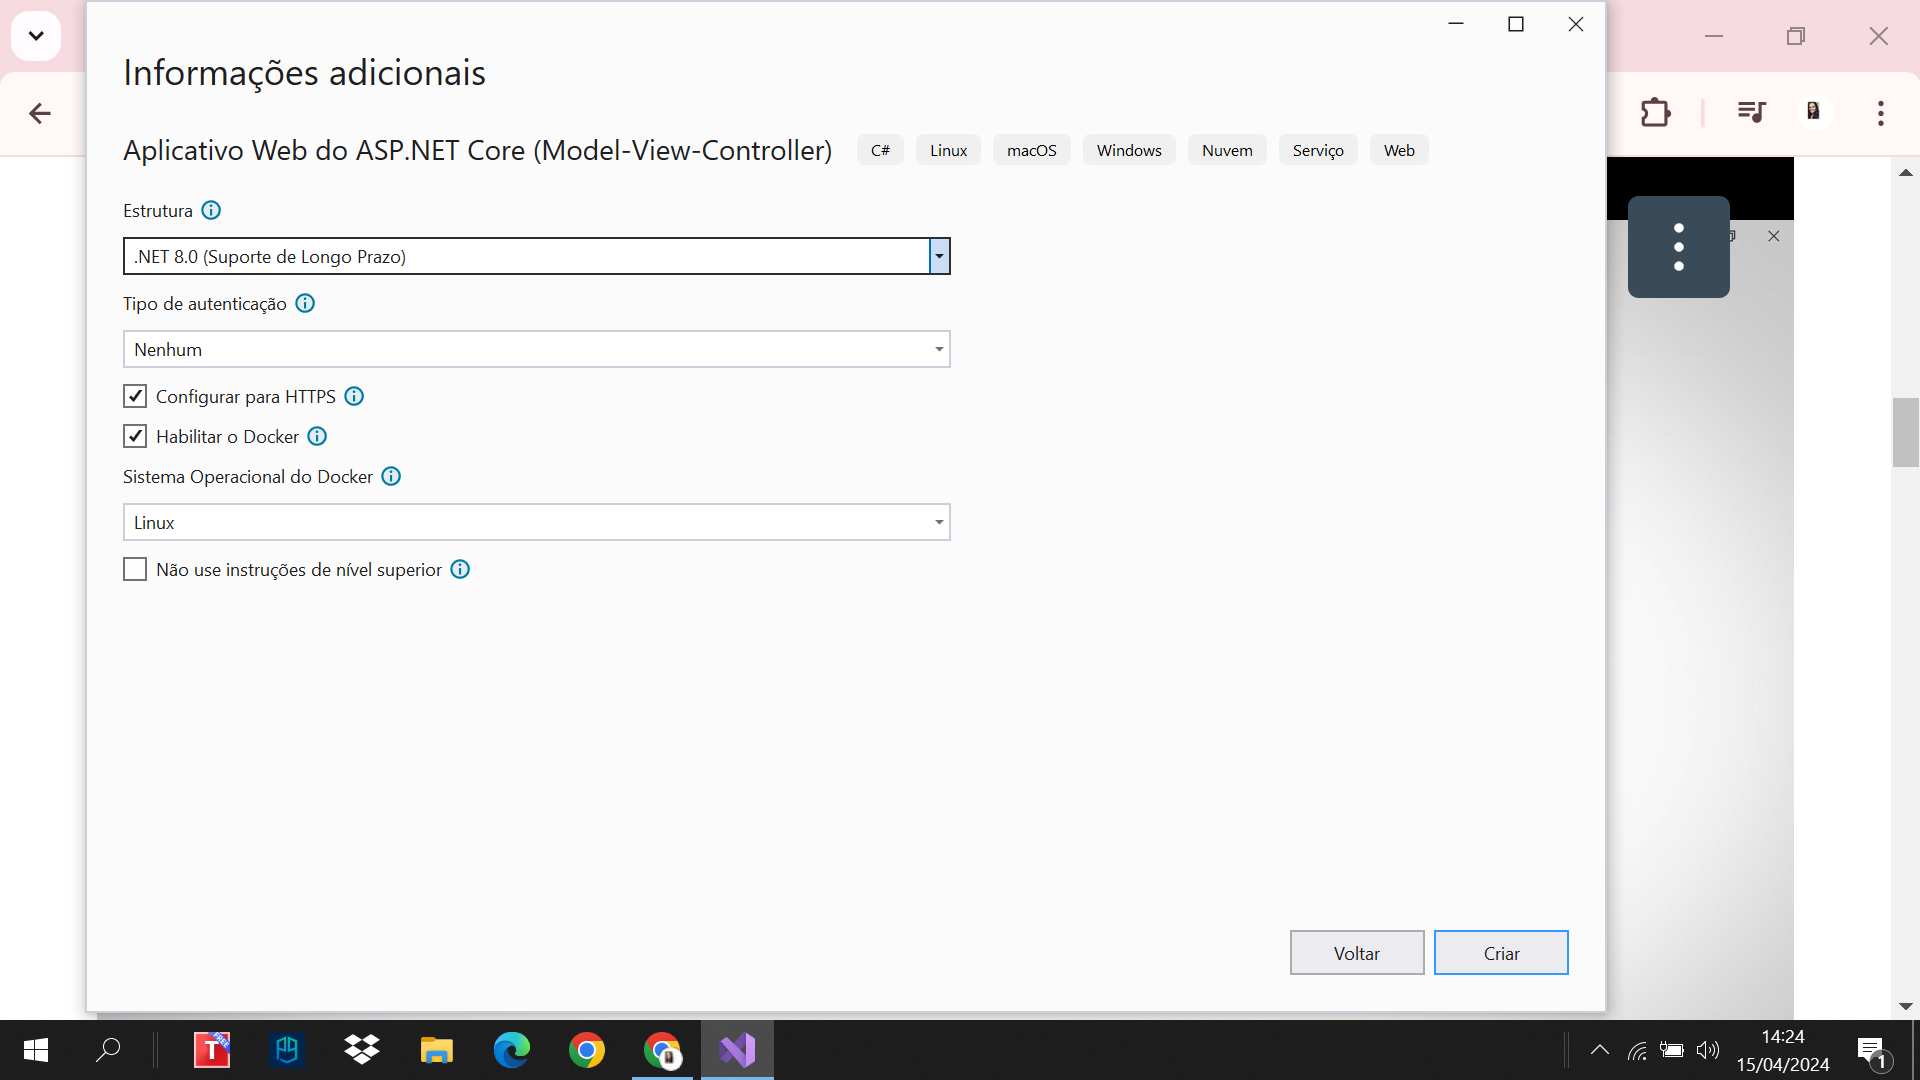 Informações adicionais
Aplicativo Web do ASP.NET Core (Model-View-Controller) C# Linux macOS Windows Nuvem Serviço Web
Estrutura
.NET 8.0 (Suporte de Longo Prazo)
Tipo de autenticação
Nenhum
Configurar para HTTPS
Habilitar o Docker
Sistema Operacional do Docker
Linux
Não use instruções de nível superior
Voltar Criar
T FREE
14:24
15/04/2024
1